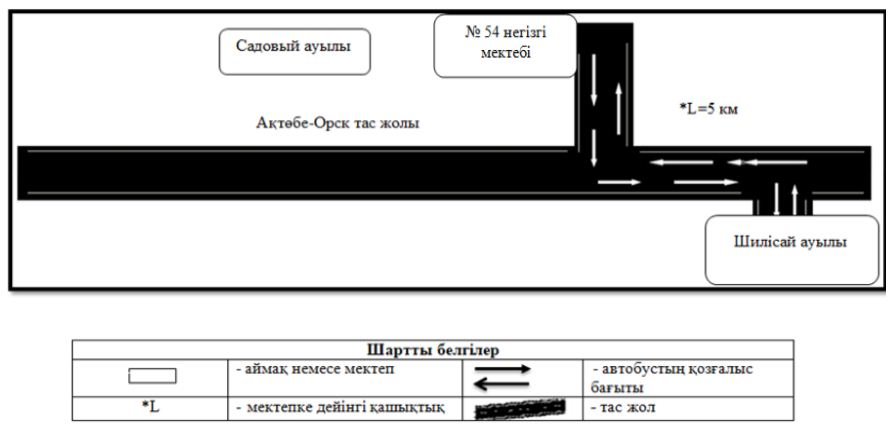 Садовый ауылы
№ 54 негізгі
мектебі
Ақтөбе-Орск тас жолы
*L=5 км
Шилісай ауылы
Шартты белгілер
- аймақ немесе мектеп
- автобустың қозғалыс
бағыты
*L
- мектепке дейінгі қашықтық
- тас жол